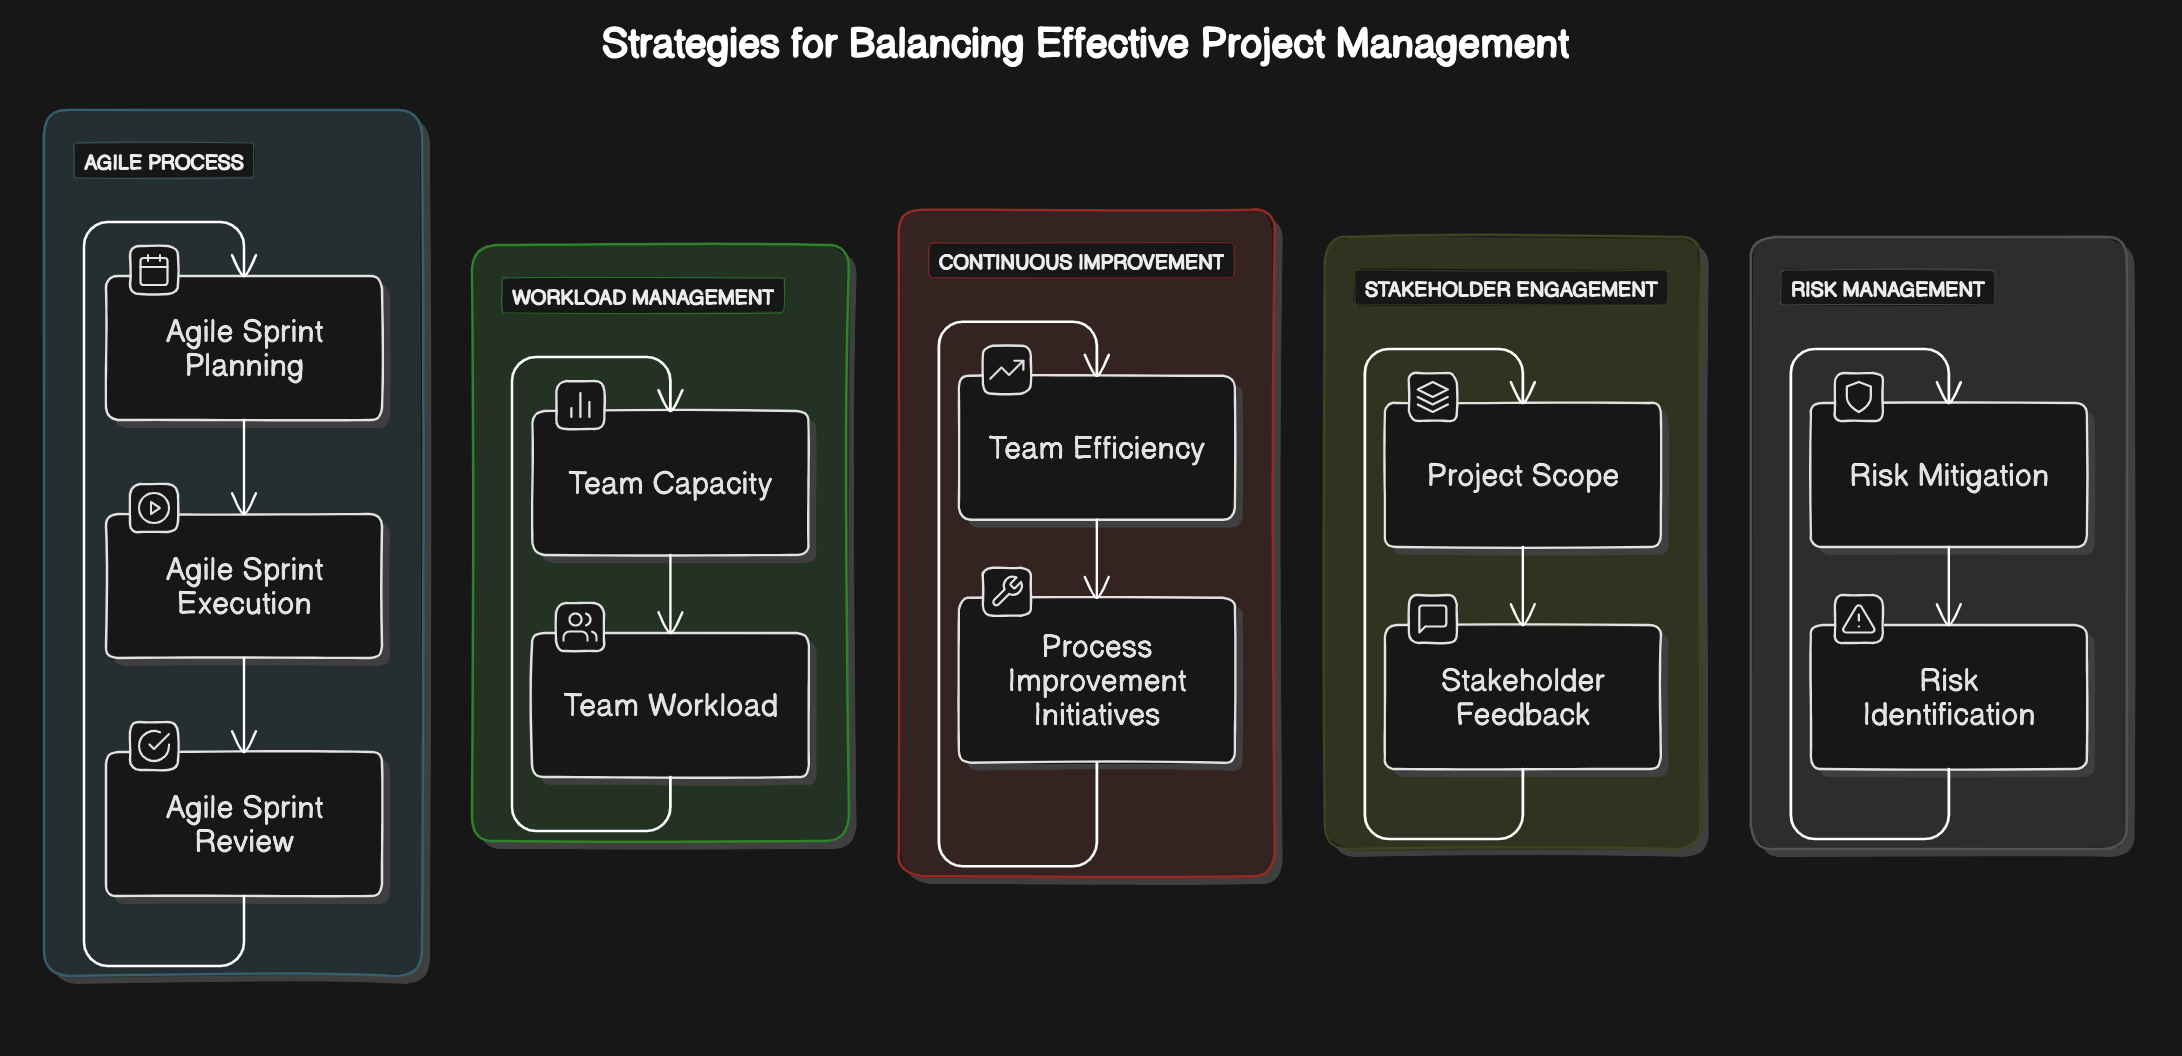 Strategies for Balancing Effective Project Management
AGILE PROCESS
Agile Sprint
Planning
Agile Sprint
Execution
Agile Sprint
Review
WORKLOAD MANAGEMENT
Team Capacity
Team Workload
CONTINUOUS IMPROVEMENT
Team Efficiency
Process
Improvement
Initiatives
STAKEHOLDER ENGAGEMENT
Project Scope
Stakeholder
Feedback
RISK MANAGEMENT
Risk Mitigation
Risk
Identification